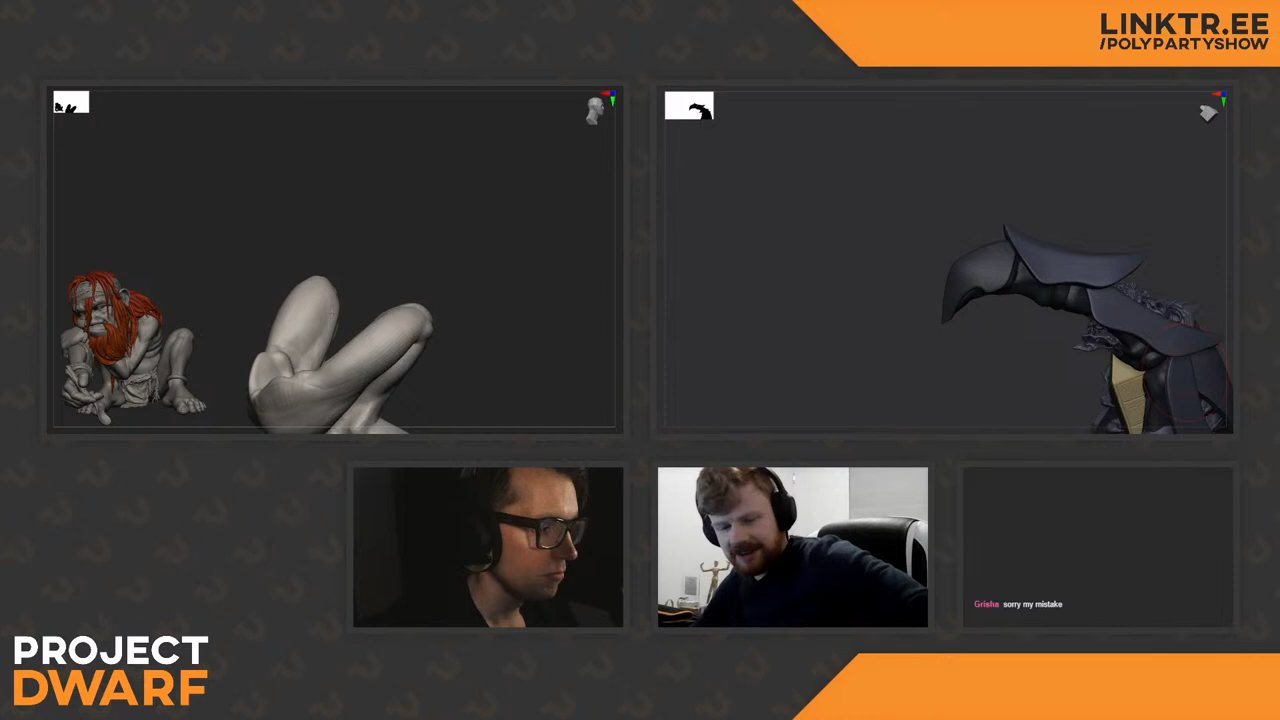 LINKTR.EE
/POLYPARTYSHOW
Grisha sorry my mistake
PROJECT
DWARF